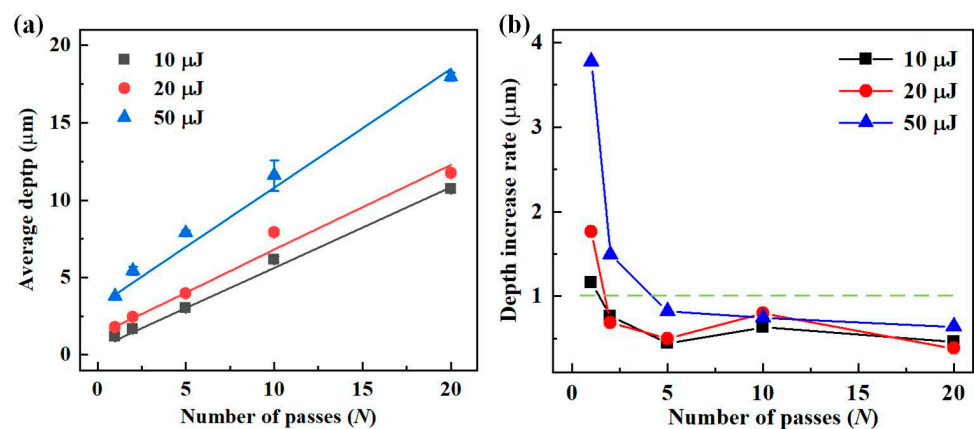 (a)
20
15
10
5
0
Average deptp (μm)
10 μJ
20 μJ
50 μJ
0 5 10 15 20
Number of passes (N)
(b)
4
3
2
1
Depth increase rate (μm)
10 μJ
20 μJ
50 μJ
0 5 10 15 20
Number of passes (N)